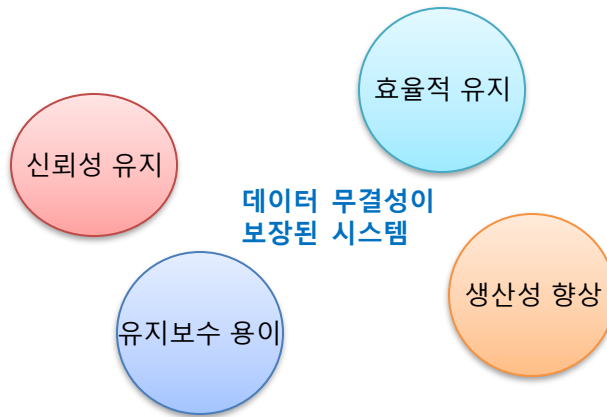 효율적 유지
신뢰성 유지
데이터 무결성이
보장된 시스템
생산성 향상
유지보수 용이